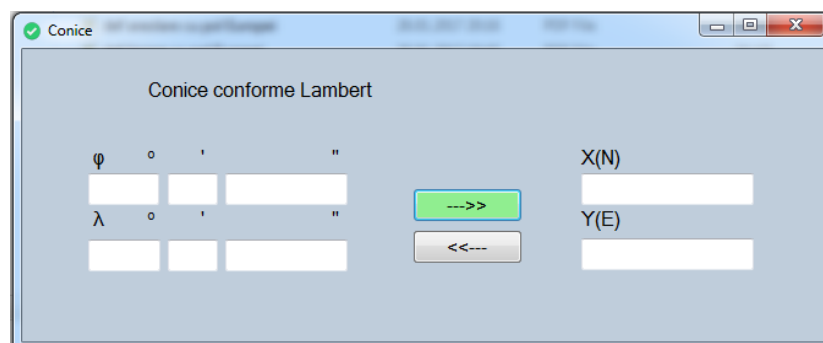 Conice
Conice conforme Lambert
φ º ' "
X(N)
--->>
λ º ' "
Y(E)
<<---